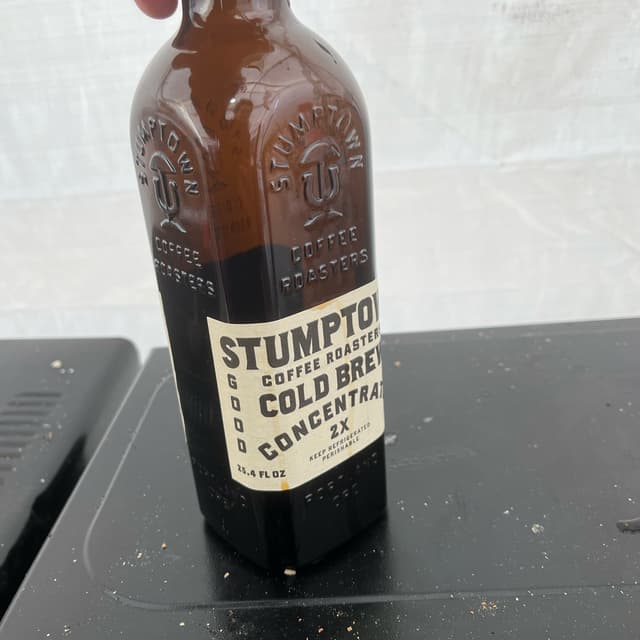 STUMPTOWN
COFFEE
ROASTERS
STUMPTOWN
COFFEE
ROASTERS
STUMPTOW
COFFEE ROASTER
COLD BREW
CONCENTRAT
2X
KEEP REFRIGERATED
PERISHABLE
GOOD
25.4 FL OZ